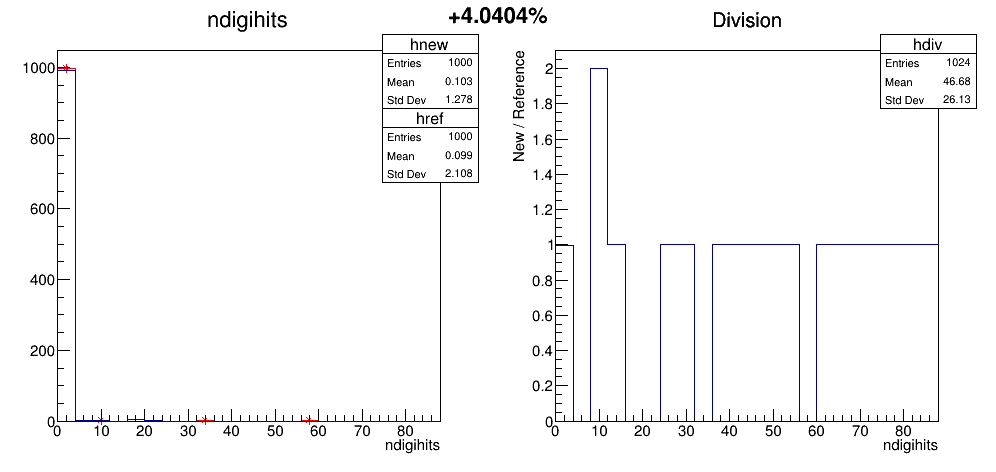 +4.0404%
ndigihits
hnew
Entries 1000
Mean 0.103
Std Dev 1.278
href
Entries 1000
Mean 0.099
Std Dev 2.108
1000
800
600
400
200
0
0 10 20 30 40 50 60 70 80
ndigihits
Division
hdiv
Entries 1024
Mean 46.68
Std Dev 26.13
New / Reference
2
1.8
1.6
1.4
1.2
1
0.8
0.6
0.4
0.2
0
0 10 20 30 40 50 60 70 80
ndigihits